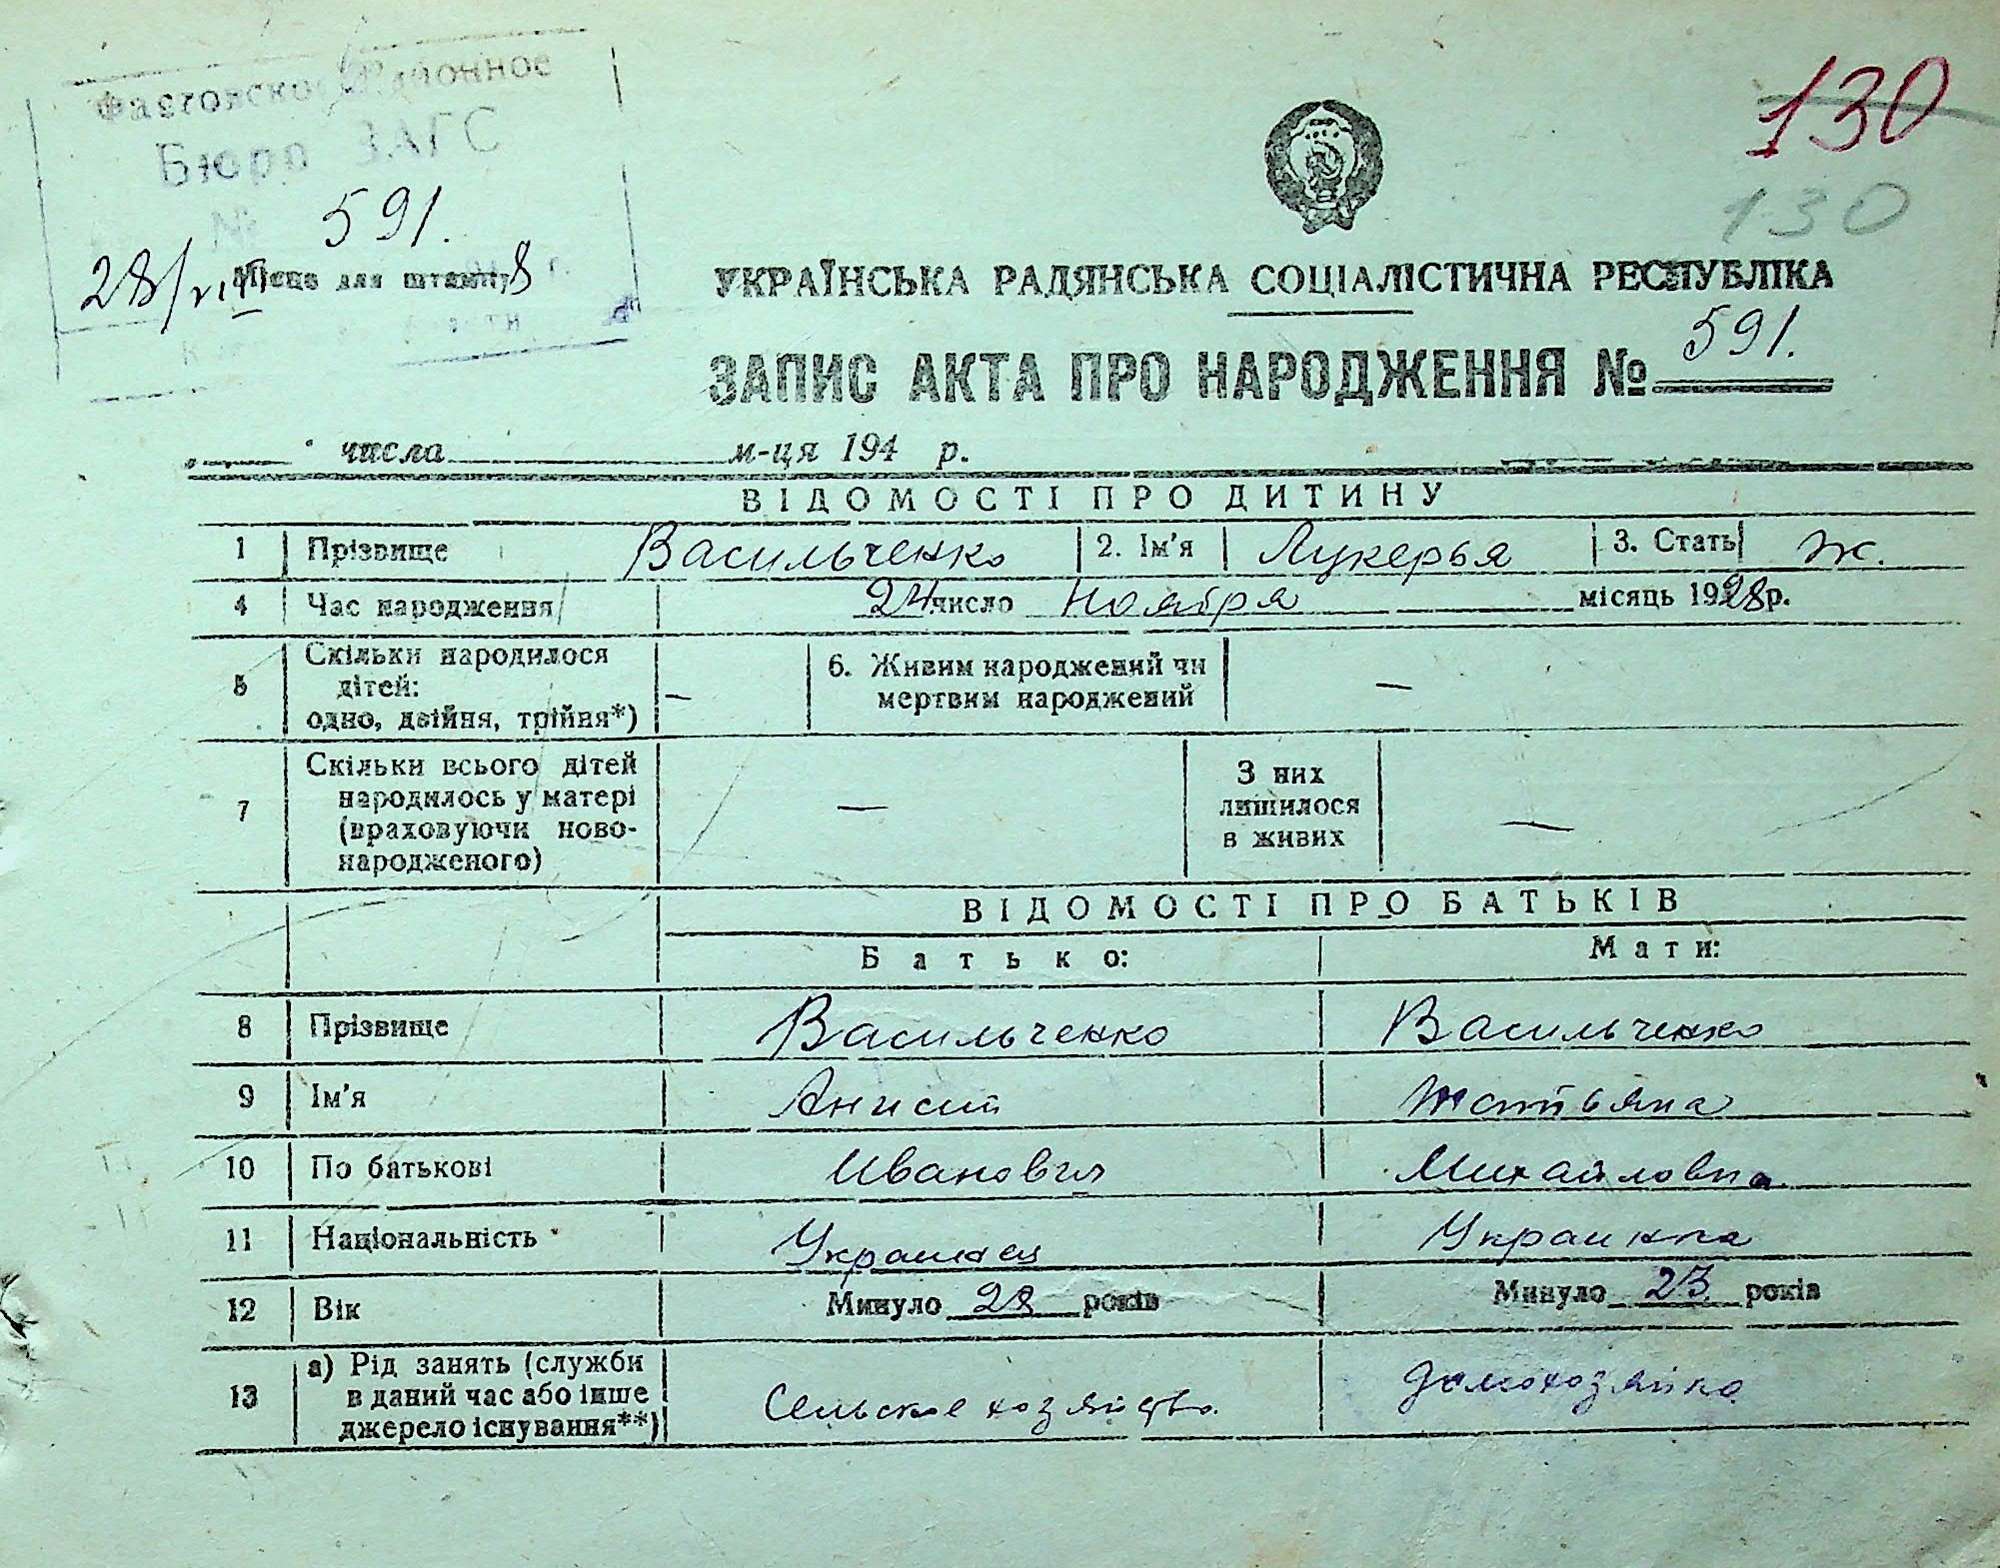 Фастовское Районное
Бюро ЗАГС
№ 591.
28/VII 8 г.
Місце для штампу
130
130
УКРАЇНСЬКА РАДЯНСЬКА СОЦІАЛІСТИЧНА РЕСПУБЛІКА
ЗАПИС АКТА ПРО НАРОДЖЕННЯ № 591.
числа м-ця 194 р.
ВІДОМОСТІ ПРО ДИТИНУ
1 Прізвище Васильченко 2. Ім'я Лукерья 3. Стать ж.
4 Час народження 24 число ноября місяць 1928 р.
5 Скільки народилося дітей: одно, двійня, трійня*) — 6. Живим народжений чи мертвим народжений —
7 Скільки всього дітей народилось у матері (враховуючи новонародженого) — З них лишилося в живих —
ВІДОМОСТІ ПРО БАТЬКІВ
Батько: Мати:
8 Прізвище Васильченко Васильченко
9 Ім'я Анисим Татьяна
10 По батькові Иванович Михайловна
11 Національність Украинец Украинка
12 Вік Минуло 28 років Минуло 23 років
13 а) Рід занять (служби в даний час або інше джерело існування**) Сельское хозяйство. домохозяйка